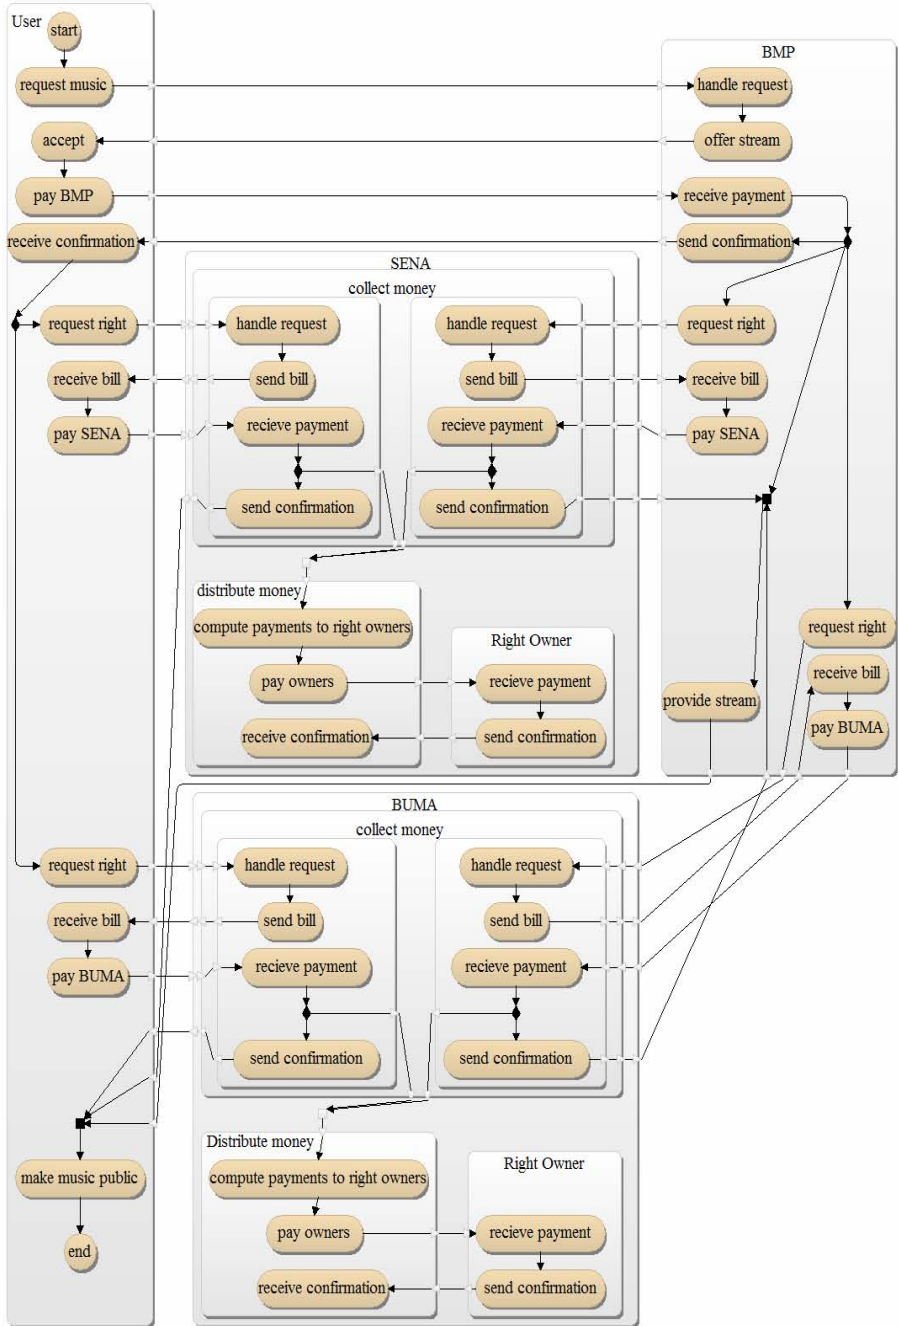 User
start
BMP
request music
handle request
accept
offer stream
pay BMP
receive payment
receive confirmation
send confirmation
SENA
collect money
request right
handle request
handle request
request right
receive bill
send bill
send bill
receive bill
pay SENA
recieve payment
recieve payment
pay SENA
send confirmation
send confirmation
distribute money
compute payments to right owners
request right
Right Owner
receive bill
pay owners
recieve payment
provide stream
pay BUMA
receive confirmation
send confirmation
BUMA
collect money
request right
handle request
handle request
receive bill
send bill
send bill
pay BUMA
recieve payment
recieve payment
send confirmation
send confirmation
Distribute money
Right Owner
make music public
compute payments to right owners
pay owners
recieve payment
end
receive confirmation
send confirmation